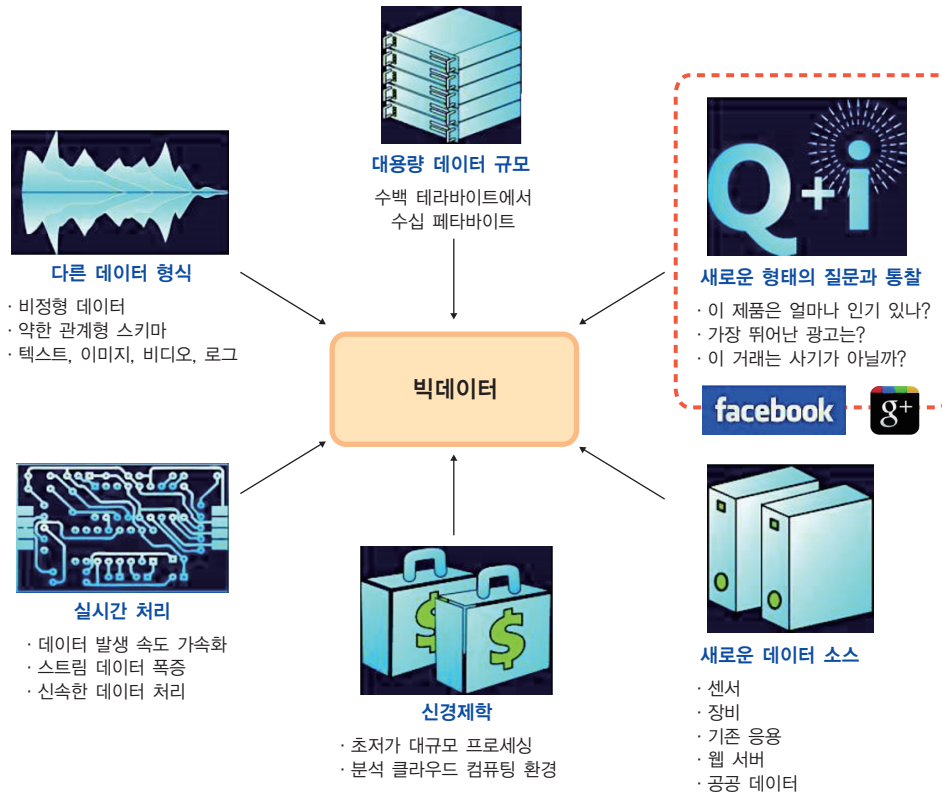 대용량 데이터 규모
수백 테라바이트에서
수십 페타바이트
다른 데이터 형식
· 비정형 데이터
· 약한 관계형 스키마
· 텍스트, 이미지, 비디오, 로그
Q+i
새로운 형태의 질문과 통찰
· 이 제품은 얼마나 인기 있나?
· 가장 뛰어난 광고는?
· 이 거래는 사기가 아닐까?
facebook
g+
빅데이터
실시간 처리
· 데이터 발생 속도 가속화
· 스트림 데이터 폭증
· 신속한 데이터 처리
$
$
신경제학
· 초저가 대규모 프로세싱
· 분석 클라우드 컴퓨팅 환경
새로운 데이터 소스
· 센서
· 장비
· 기존 응용
· 웹 서버
· 공공 데이터